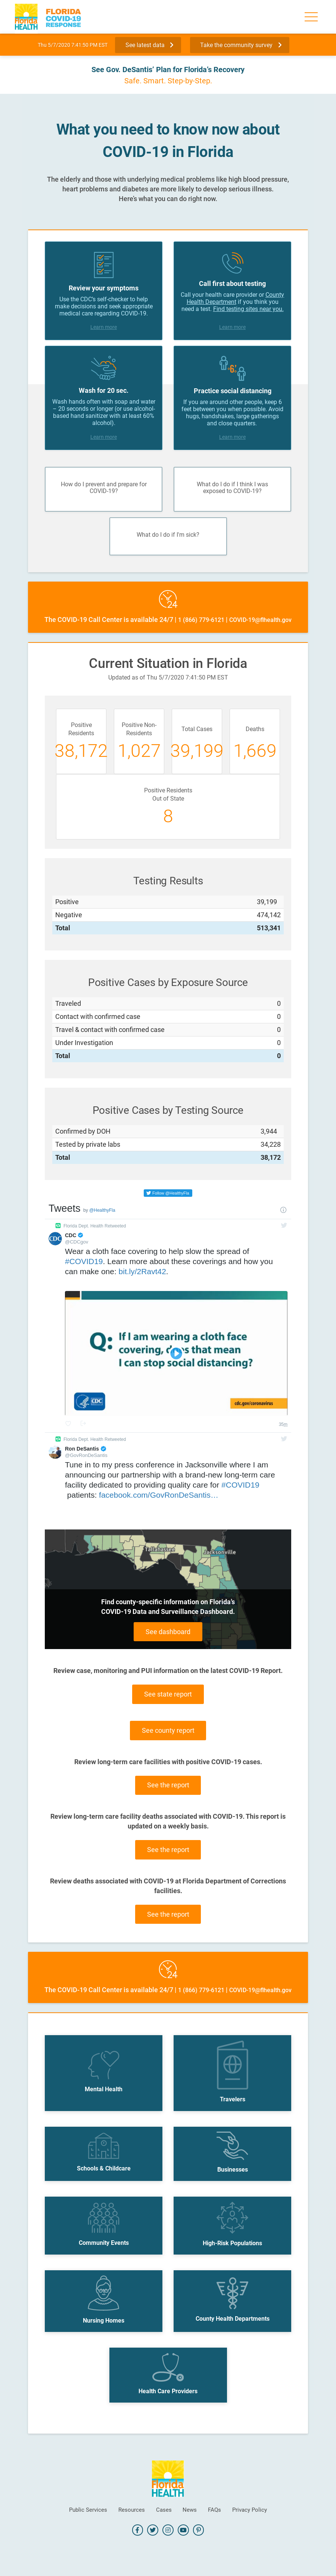 Florida
HEALTH
FLORIDA
COVID-19
RESPONSE
Thu 5/7/2020 7:41:50 PM EST
See latest data
Take the community survey
See Gov. DeSantis' Plan for Florida's Recovery
Safe. Smart. Step-by-Step.
What you need to know now about
COVID-19 in Florida
The elderly and those with underlying medical problems like high blood pressure,
heart problems and diabetes are more likely to develop serious illness.
Here's what you can do right now.
Review your symptoms
Use the CDC's self-checker to help
make decisions and seek appropriate
medical care regarding COVID-19.
Learn more
Call first about testing
Call your health care provider or County
Health Department if you think you
need a test. Find testing sites near you.
Learn more
Wash for 20 sec.
Wash hands often with soap and water
– 20 seconds or longer (or use alcohol-
based hand sanitizer with at least 60%
alcohol).
Learn more
6'
Practice social distancing
If you are around other people, keep 6
feet between you when possible. Avoid
hugs, handshakes, large gatherings
and close quarters.
Learn more
How do I prevent and prepare for
COVID-19?
What do I do if I think I was
exposed to COVID-19?
What do I do if I'm sick?
24
The COVID-19 Call Center is available 24/7 | 1 (866) 779-6121 | COVID-19@flhealth.gov
Current Situation in Florida
Updated as of Thu 5/7/2020 7:41:50 PM EST
Positive
Residents
38,172
Positive Non-
Residents
1,027
Total Cases
39,199
Deaths
1,669
Positive Residents
Out of State
8
Testing Results
Positive 39,199
Negative 474,142
Total 513,341
Positive Cases by Exposure Source
Traveled 0
Contact with confirmed case 0
Travel & contact with confirmed case 0
Under Investigation 0
Total 0
Positive Cases by Testing Source
Confirmed by DOH 3,944
Tested by private labs 34,228
Total 38,172
Follow @HealthyFla
Tweets by @HealthyFla
Florida Dept. Health Retweeted
CDC
@CDCgov
Wear a cloth face covering to help slow the spread of
#COVID19. Learn more about these coverings and how you
can make one: bit.ly/2Ravt42.
Q: If I am wearing a cloth face
covering, does that mean
I can stop social distancing?
CDC
cdc.gov/coronavirus
Florida Dept. Health Retweeted
Ron DeSantis
@GovRonDeSantis
Tune in to my press conference in Jacksonville where I am
announcing our partnership with a brand-new long-term care
facility dedicated to providing quality care for #COVID19
patients: facebook.com/GovRonDeSantis…
Tallahassee
Jacksonville
Find county-specific information on Florida's
COVID-19 Data and Surveillance Dashboard.
See dashboard
Review case, monitoring and PUI information on the latest COVID-19 Report.
See state report
See county report
Review long-term care facilities with positive COVID-19 cases.
See the report
Review long-term care facility deaths associated with COVID-19. This report is
updated on a weekly basis.
See the report
Review deaths associated with COVID-19 at Florida Department of Corrections
facilities.
See the report
24
The COVID-19 Call Center is available 24/7 | 1 (866) 779-6121 | COVID-19@flhealth.gov
Mental Health
Travelers
Schools & Childcare
Businesses
Community Events
High-Risk Populations
Nursing Homes
County Health Departments
Health Care Providers
Florida
HEALTH
Public Services Resources Cases News FAQs Privacy Policy